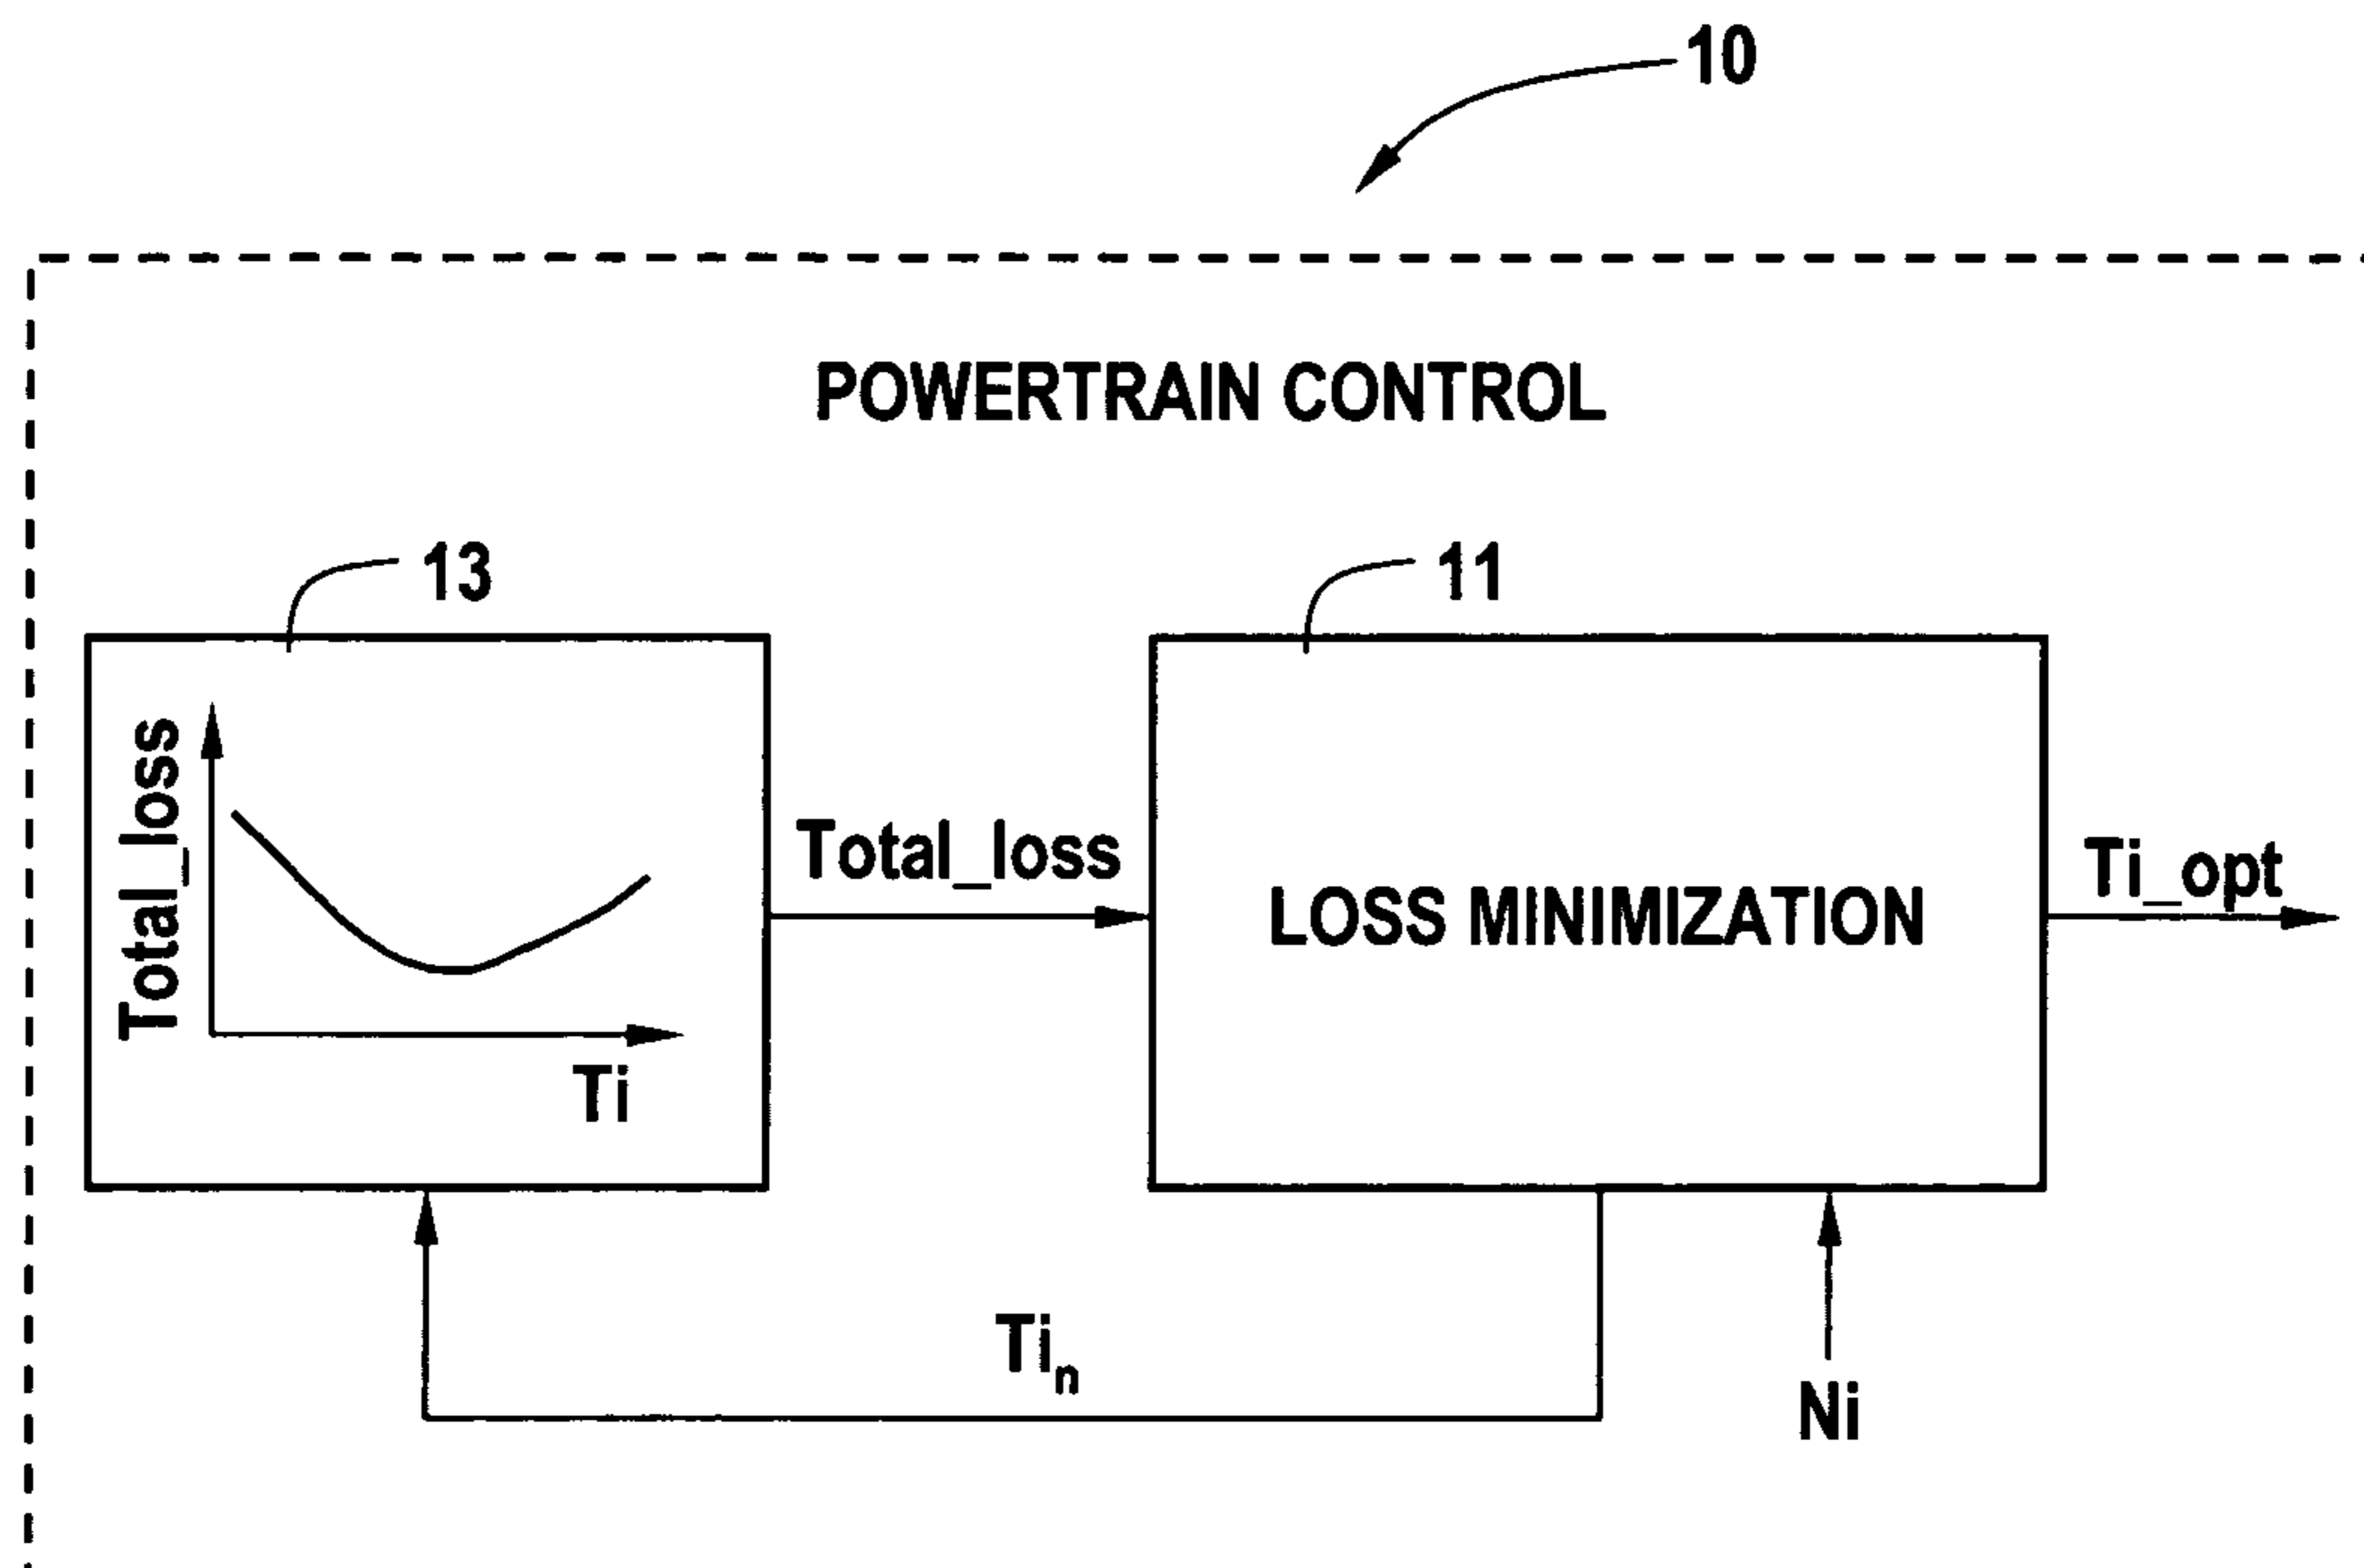 10
POWERTRAIN CONTROL
13
11
Total_loss
Ti
Total_loss
LOSS MINIMIZATION
Ti_opt
Tin
Ni